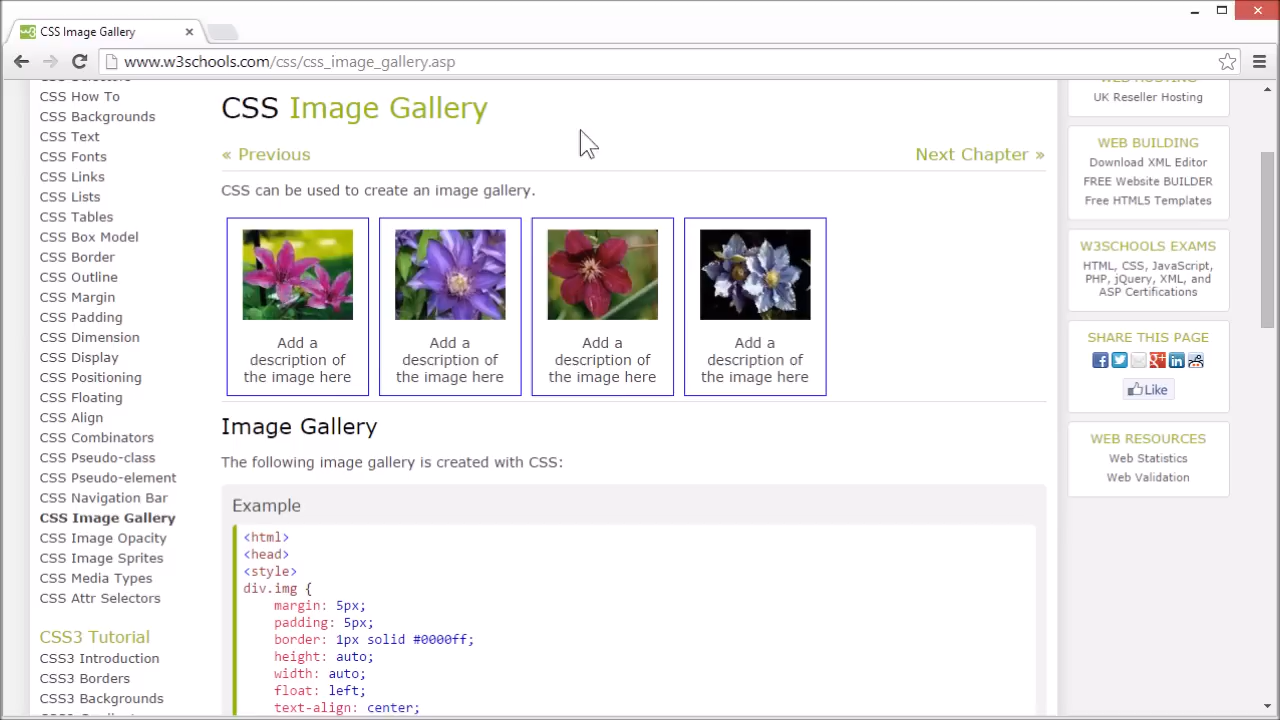 CSS Image Gallery
www.w3schools.com/css/css_image_gallery.asp
CSS How To
CSS Backgrounds
CSS Text
CSS Fonts
CSS Links
CSS Lists
CSS Tables
CSS Box Model
CSS Border
CSS Outline
CSS Margin
CSS Padding
CSS Dimension
CSS Display
CSS Positioning
CSS Floating
CSS Align
CSS Combinators
CSS Pseudo-class
CSS Pseudo-element
CSS Navigation Bar
CSS Image Gallery
CSS Image Opacity
CSS Image Sprites
CSS Media Types
CSS Attr Selectors
CSS3 Tutorial
CSS3 Introduction
CSS3 Borders
CSS3 Backgrounds
CSS Image Gallery
« Previous
Next Chapter »
CSS can be used to create an image gallery.
Add a
description of
the image here
Add a
description of
the image here
Add a
description of
the image here
Add a
description of
the image here
Image Gallery
The following image gallery is created with CSS:
Example
<html>
<head>
<style>
div.img {
margin: 5px;
padding: 5px;
border: 1px solid #0000ff;
height: auto;
width: auto;
float: left;
text-align: center;
WEB HOSTING
UK Reseller Hosting
WEB BUILDING
Download XML Editor
FREE Website BUILDER
Free HTML5 Templates
W3SCHOOLS EXAMS
HTML, CSS, JavaScript,
PHP, jQuery, XML, and
ASP Certifications
SHARE THIS PAGE
Like
WEB RESOURCES
Web Statistics
Web Validation